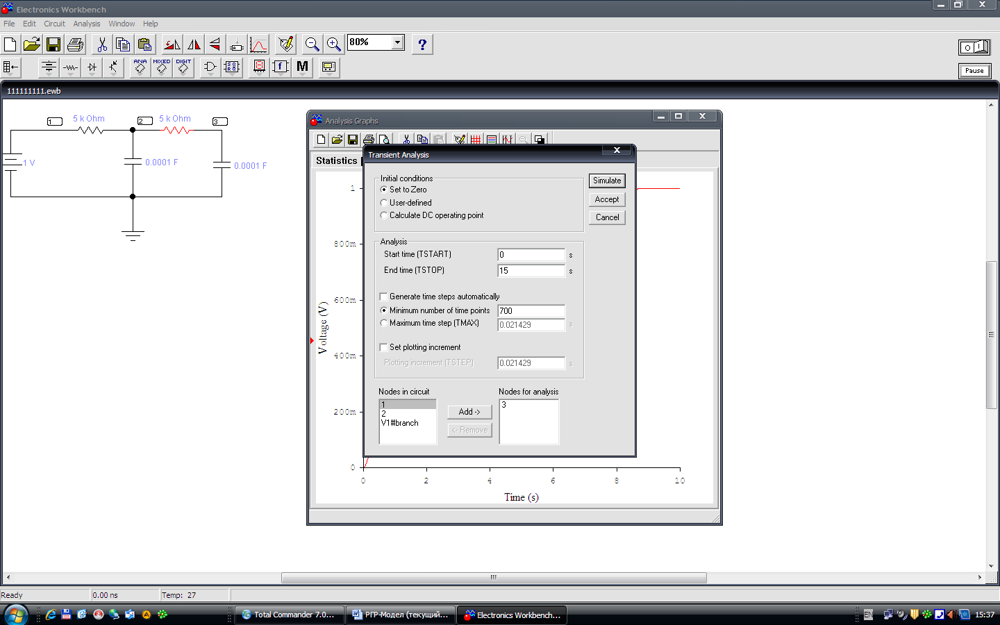 Electronics Workbench
File Edit Circuit Analysis Window Help
80%
?
ANA MIXED DIGIT
M
Pause
111111111.ewb
1 5 k Ohm 2 5 k Ohm 3
1 V 0.0001 F 0.0001 F
Analysis Graphs
Statistics
Transient Analysis
Initial conditions
Set to Zero
User-defined
Calculate DC operating point
Simulate
Accept
Cancel
Analysis
Start time (TSTART) 0 s
End time (TSTOP) 15 s
Generate time steps automatically
Minimum number of time points 700
Maximum time step (TMAX) 0.021429 s
Set plotting increment
Plotting increment (TSTEP) 0.021429 s
Nodes in circuit
1
2
V1#branch
Add ->
<- Remove
Nodes for analysis
3
1
800m
600m
400m
200m
0
Voltage (V)
0 2 4 6 8 10
Time (s)
Ready 0.00 ns Temp: 27
Total Commander 7.0... РГР-Модел (текущий... Electronics Workbench...
EN 15:37